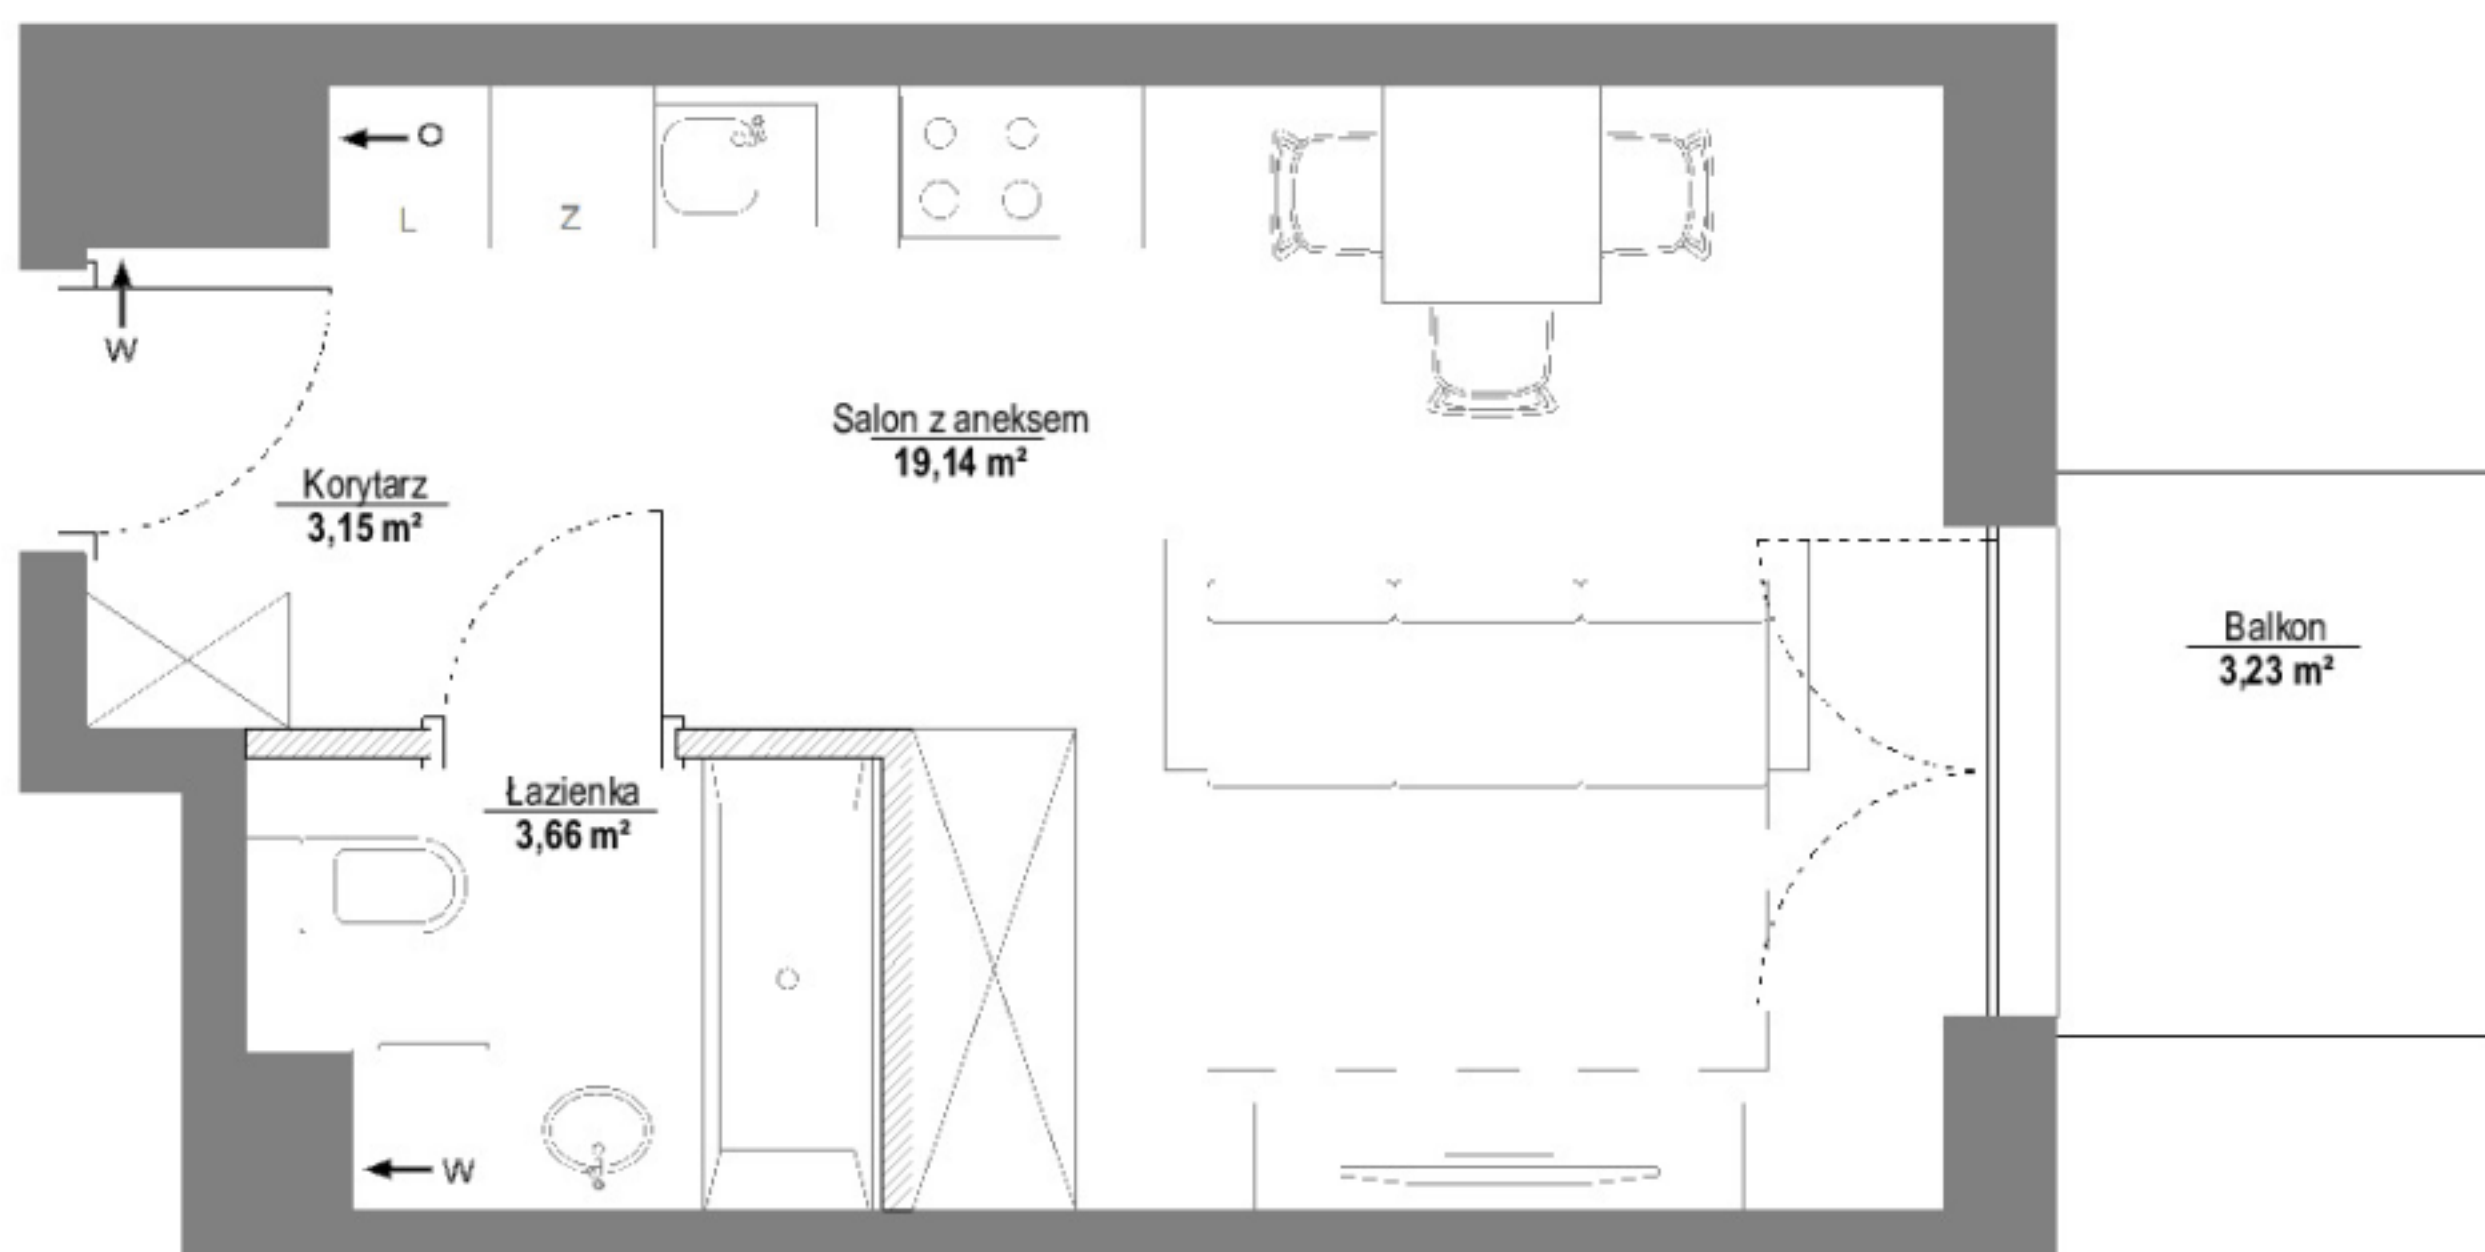 O
L
Z
W
Salon z aneksem
19,14 m²
Korytarz
3,15 m²
Balkon
3,23 m²
Łazienka
3,66 m²
W